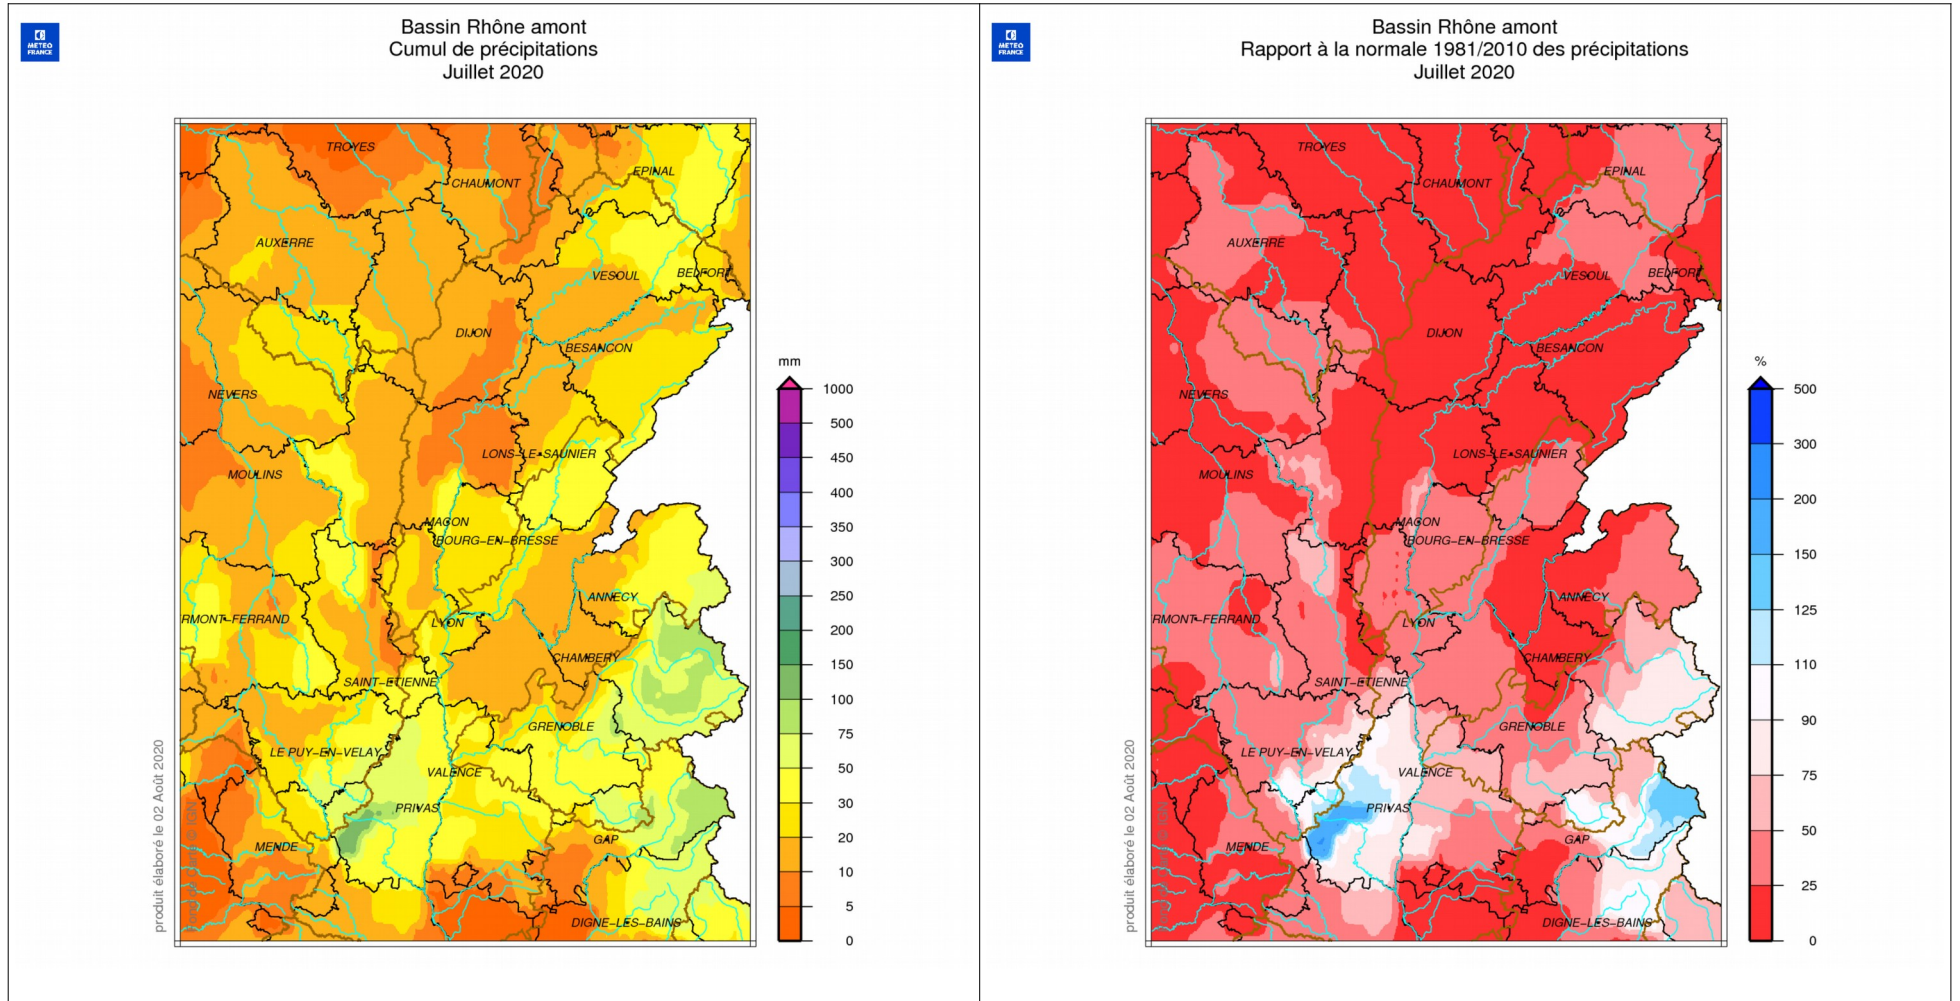 METEO
FRANCE
Bassin Rhône amont
Cumul de précipitations
Juillet 2020
TROYES
CHAUMONT
EPINAL
AUXERRE
VESOUL
BELFORT
DIJON
BESANCON
NEVERS
LONS-LE-SAUNIER
MOULINS
MACON
BOURG-EN-BRESSE
ANNECY
RMONT-FERRAND
LYON
CHAMBERY
SAINT-ETIENNE
GRENOBLE
LE PUY-EN-VELAY
VALENCE
PRIVAS
GAP
MENDE
DIGNE-LES-BAINS
produit élaboré le 02 Août 2020
mm
1000
500
450
400
350
300
250
200
150
100
75
50
30
20
10
5
0
METEO
FRANCE
Bassin Rhône amont
Rapport à la normale 1981/2010 des précipitations
Juillet 2020
TROYES
CHAUMONT
EPINAL
AUXERRE
VESOUL
BELFORT
DIJON
BESANCON
NEVERS
LONS-LE-SAUNIER
MOULINS
MACON
BOURG-EN-BRESSE
ANNECY
RMONT-FERRAND
LYON
CHAMBERY
SAINT-ETIENNE
GRENOBLE
LE PUY-EN-VELAY
VALENCE
PRIVAS
GAP
MENDE
DIGNE-LES-BAINS
produit élaboré le 02 Août 2020
%
500
300
200
150
125
110
90
75
50
25
0